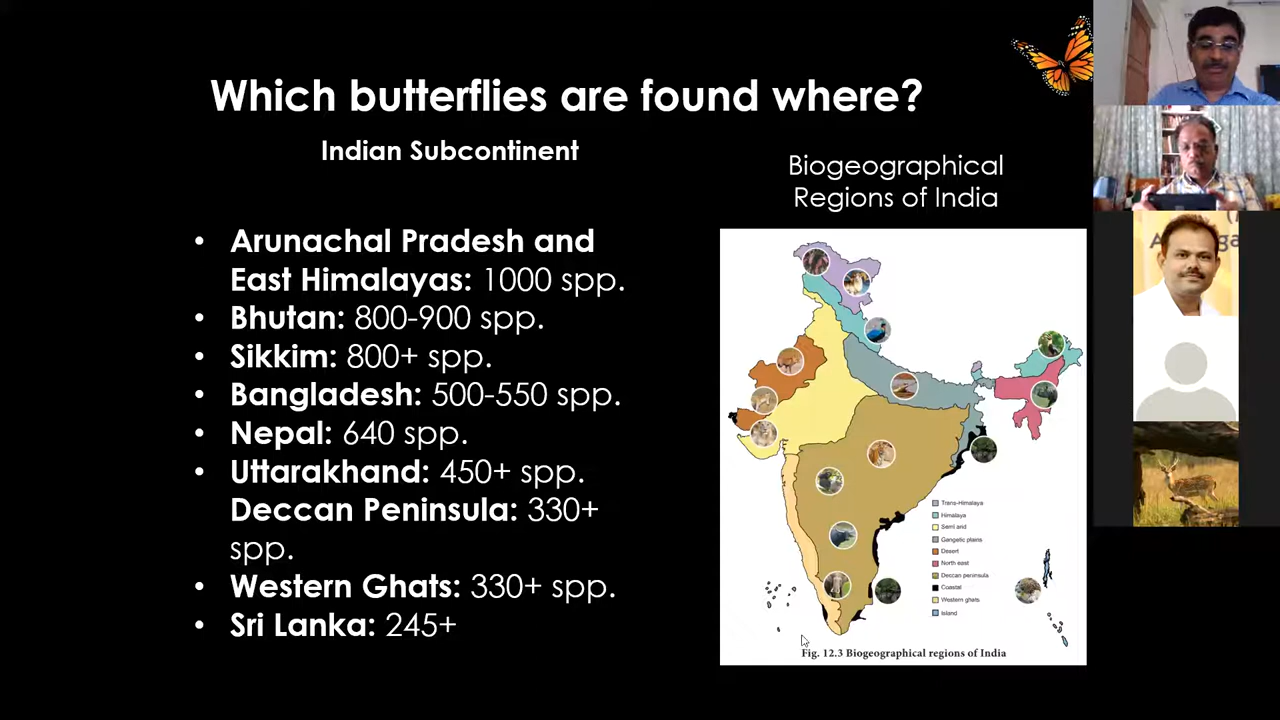 Which butterflies are found where?
Indian Subcontinent
Biogeographical
Regions of India
• Arunachal Pradesh and
East Himalayas: 1000 spp.
• Bhutan: 800-900 spp.
• Sikkim: 800+ spp.
• Bangladesh: 500-550 spp.
• Nepal: 640 spp.
• Uttarakhand: 450+ spp.
Deccan Peninsula: 330+
spp.
• Western Ghats: 330+ spp.
• Sri Lanka: 245+
Trans-Himalaya
Himalaya
Semi arid
Gangetic plains
Desert
North east
Deccan peninsula
Coastal
Western ghats
Island
Fig. 12.3 Biogeographical regions of India